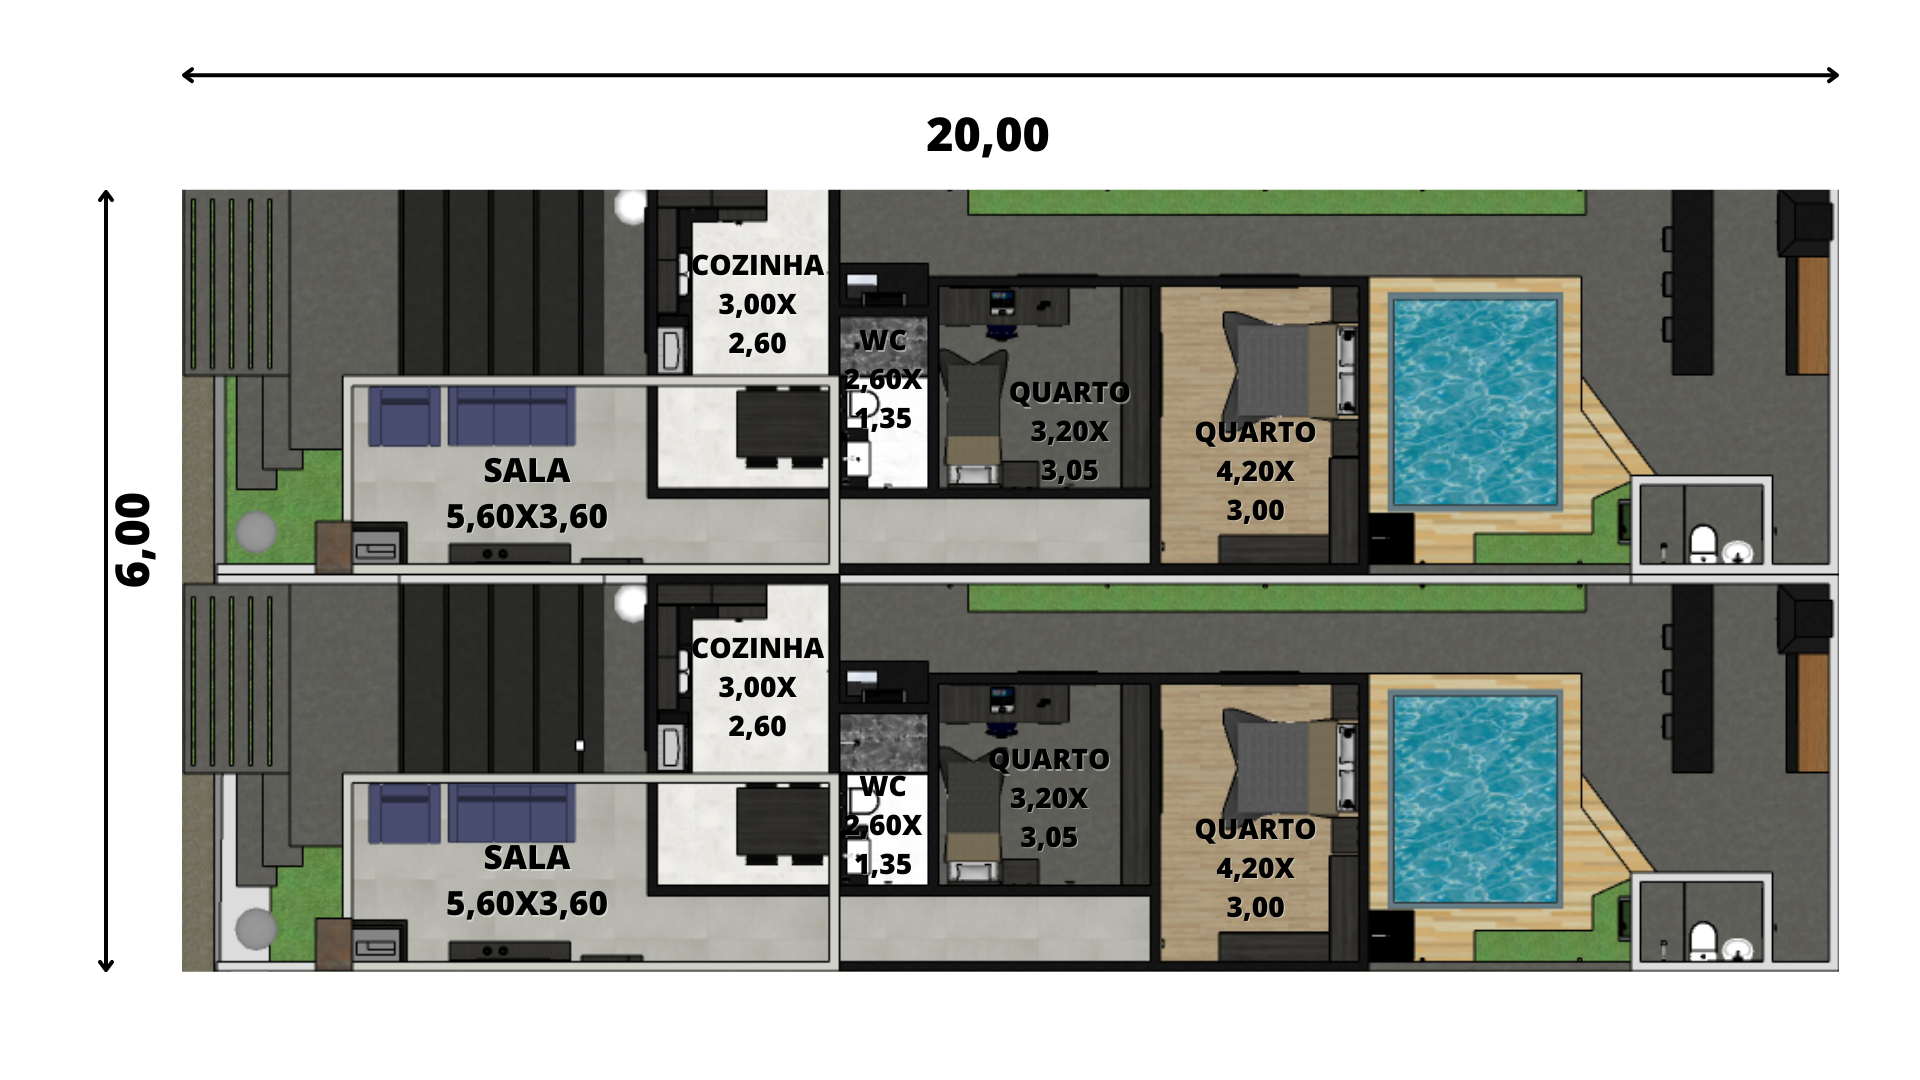 20,00
6,00
COZINHA
3,00X
2,60
WC
2,60X
1,35
QUARTO
3,20X
3,05
QUARTO
4,20X
3,00
SALA
5,60X3,60
COZINHA
3,00X
2,60
WC
2,60X
1,35
QUARTO
3,20X
3,05
QUARTO
4,20X
3,00
SALA
5,60X3,60